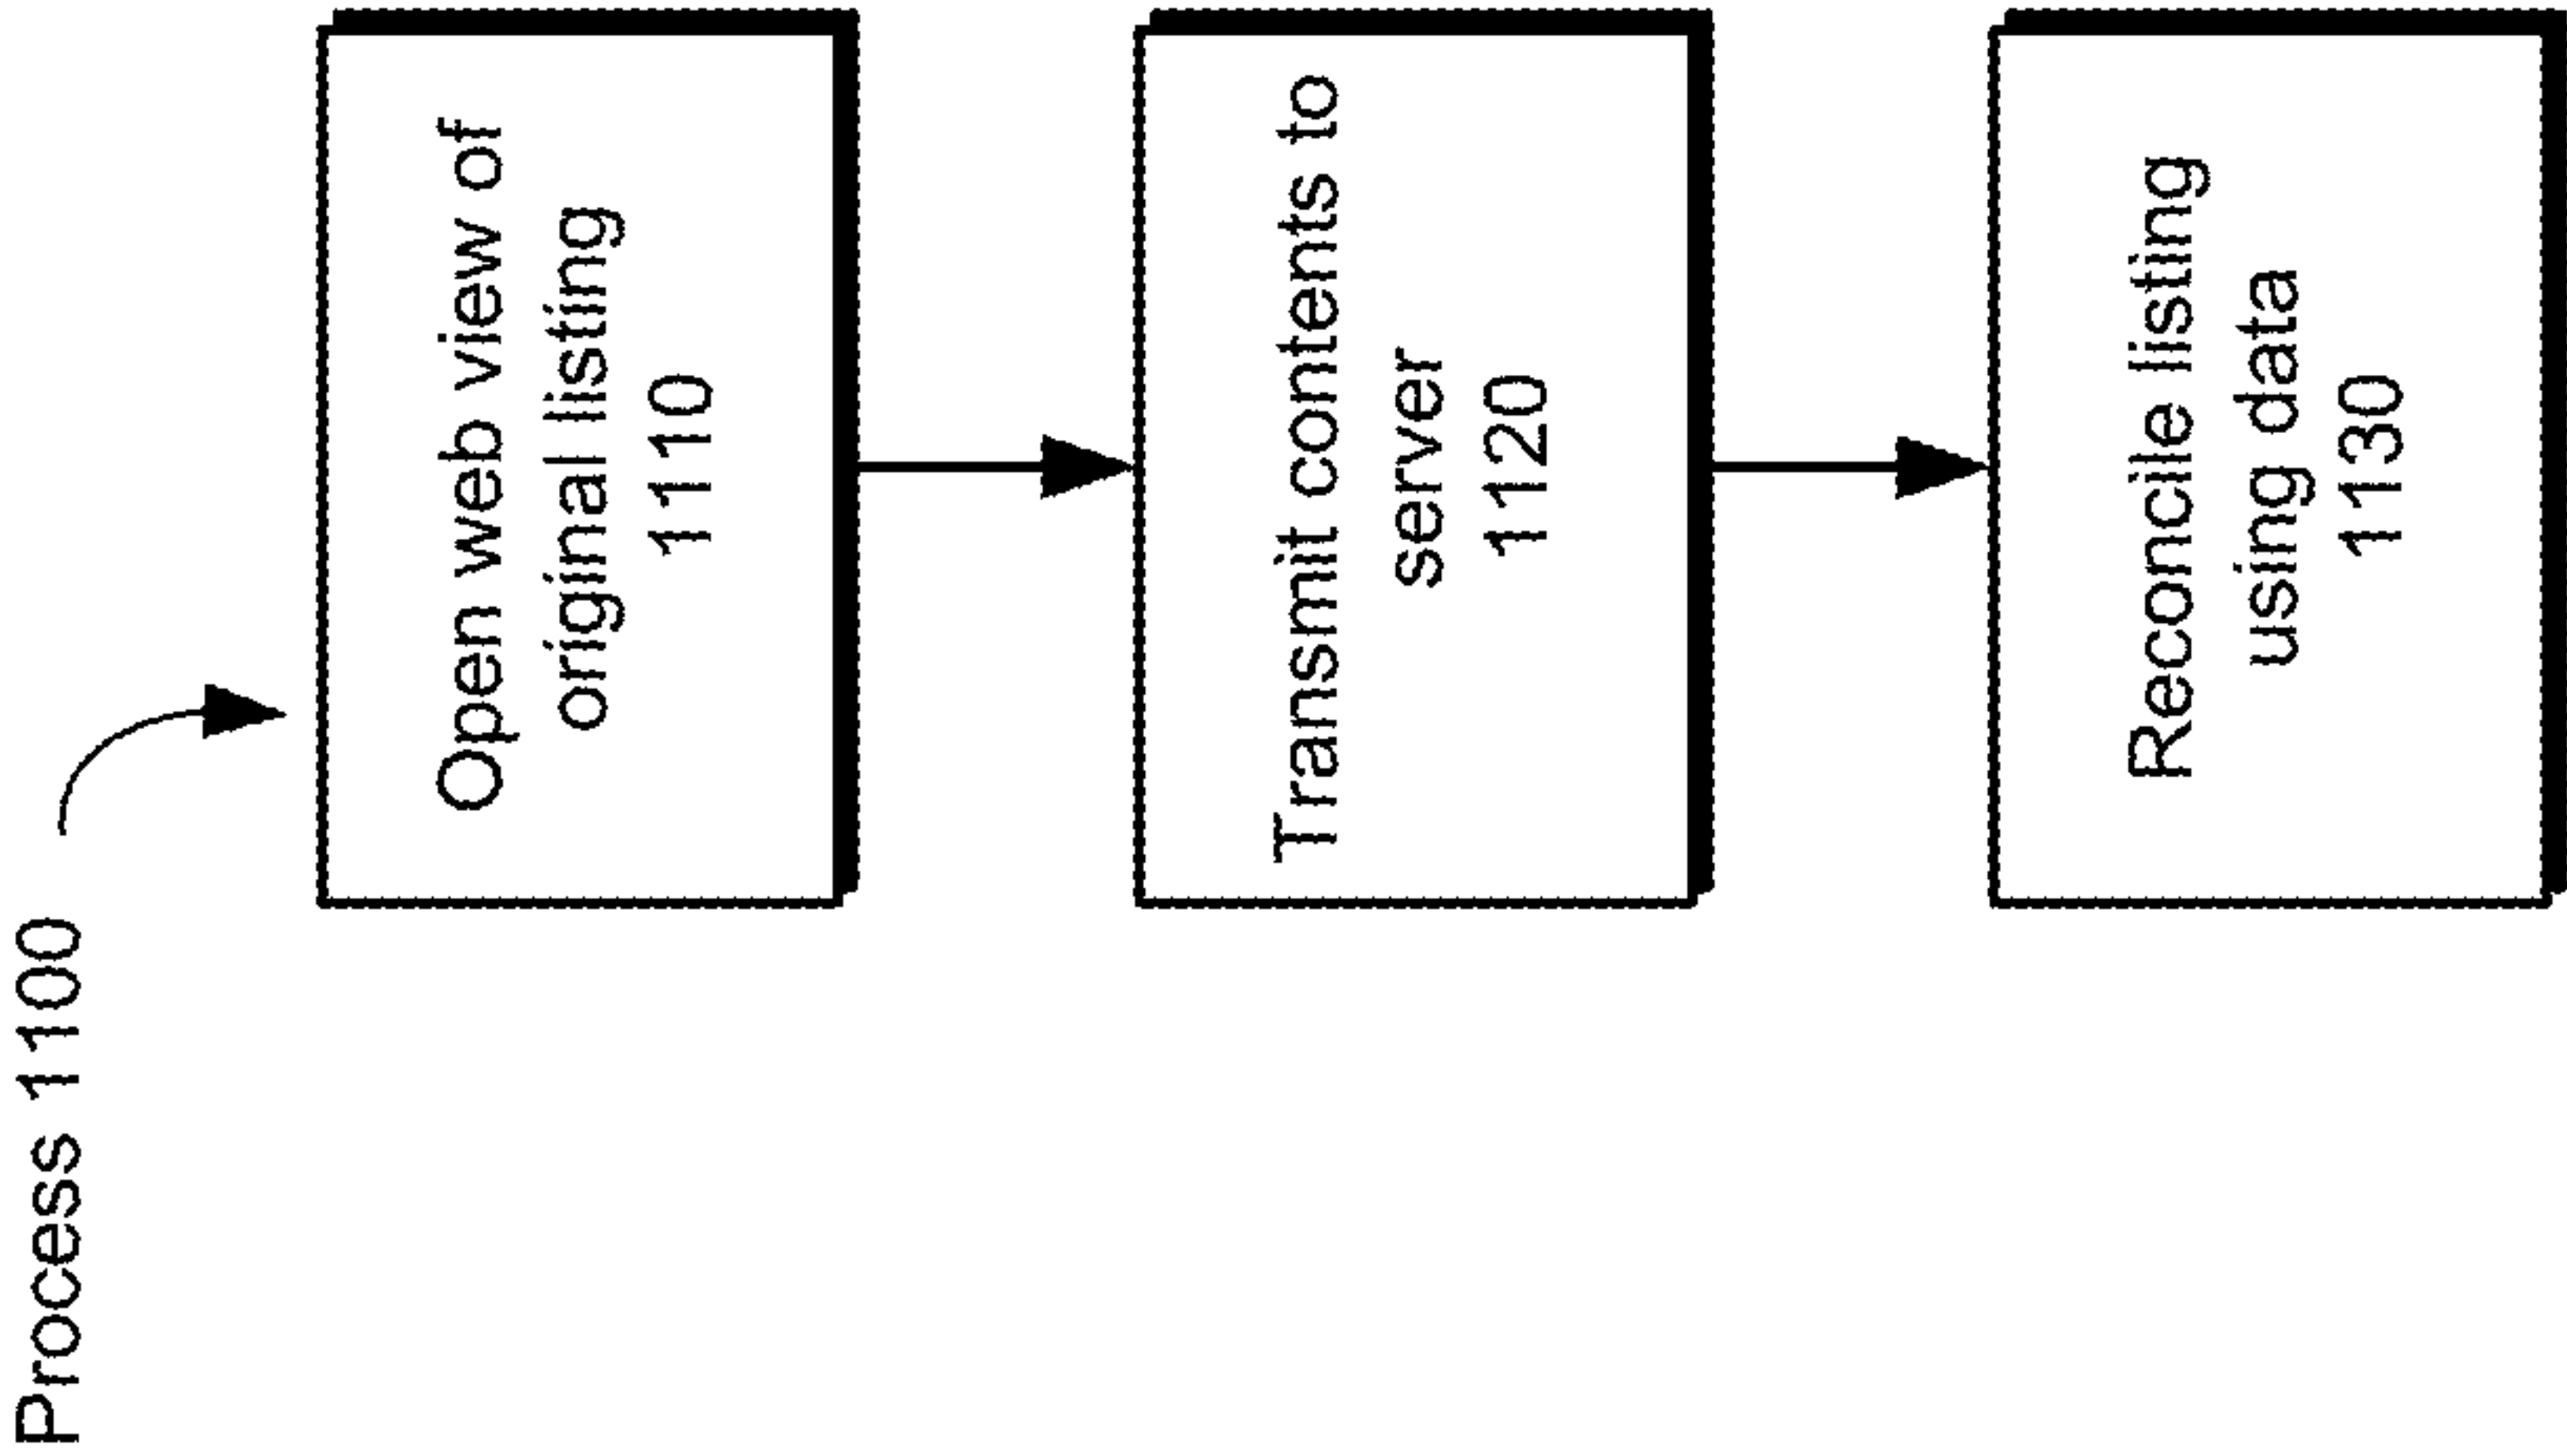 Process 1100
Open web view of
original listing
1110
Transmit contents to
server
1120
Reconcile listing
using data
1130